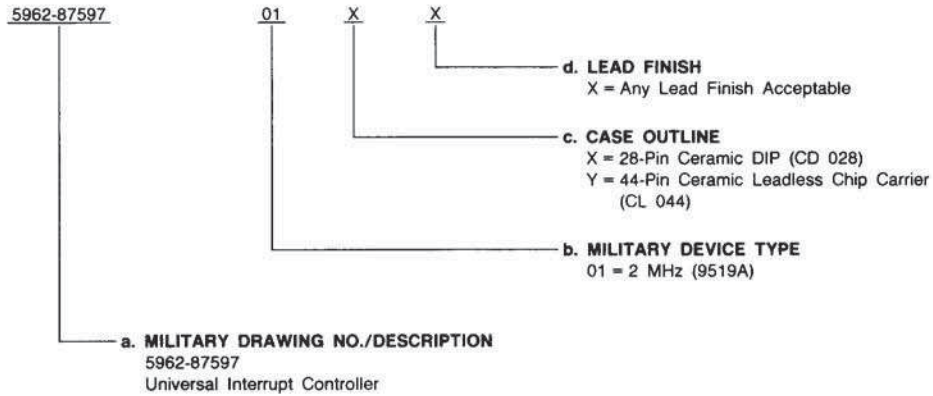 5962-87597 01 X X
d. LEAD FINISH
X = Any Lead Finish Acceptable
c. CASE OUTLINE
X = 28-Pin Ceramic DIP (CD 028)
Y = 44-Pin Ceramic Leadless Chip Carrier
(CL 044)
b. MILITARY DEVICE TYPE
01 = 2 MHz (9519A)
a. MILITARY DRAWING NO./DESCRIPTION
5962-87597
Universal Interrupt Controller